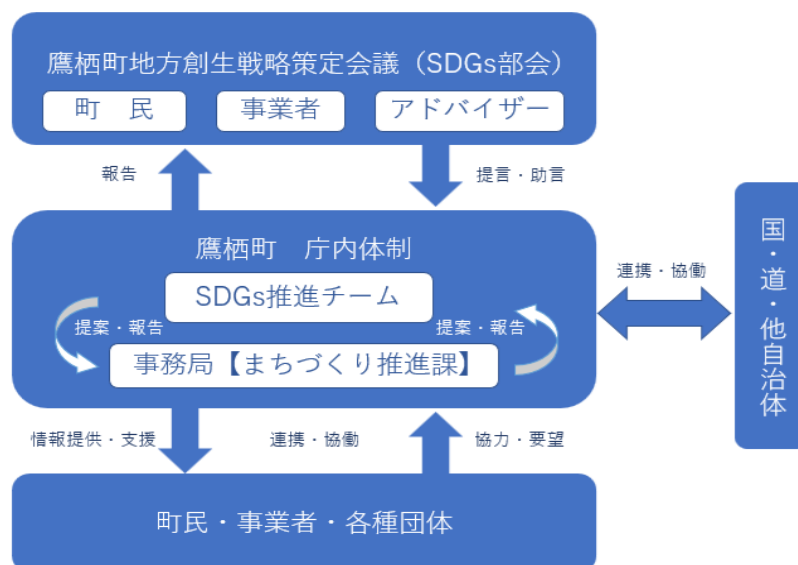 鷹栖町地方創生戦略策定会議（SDGs部会）
町　民
事業者
アドバイザー
報告
提言・助言
鷹栖町　庁内体制
SDGs推進チーム
提案・報告
提案・報告
事務局【まちづくり推進課】
連携・協働
国・道・他自治体
情報提供・支援
連携・協働
協力・要望
町民・事業者・各種団体